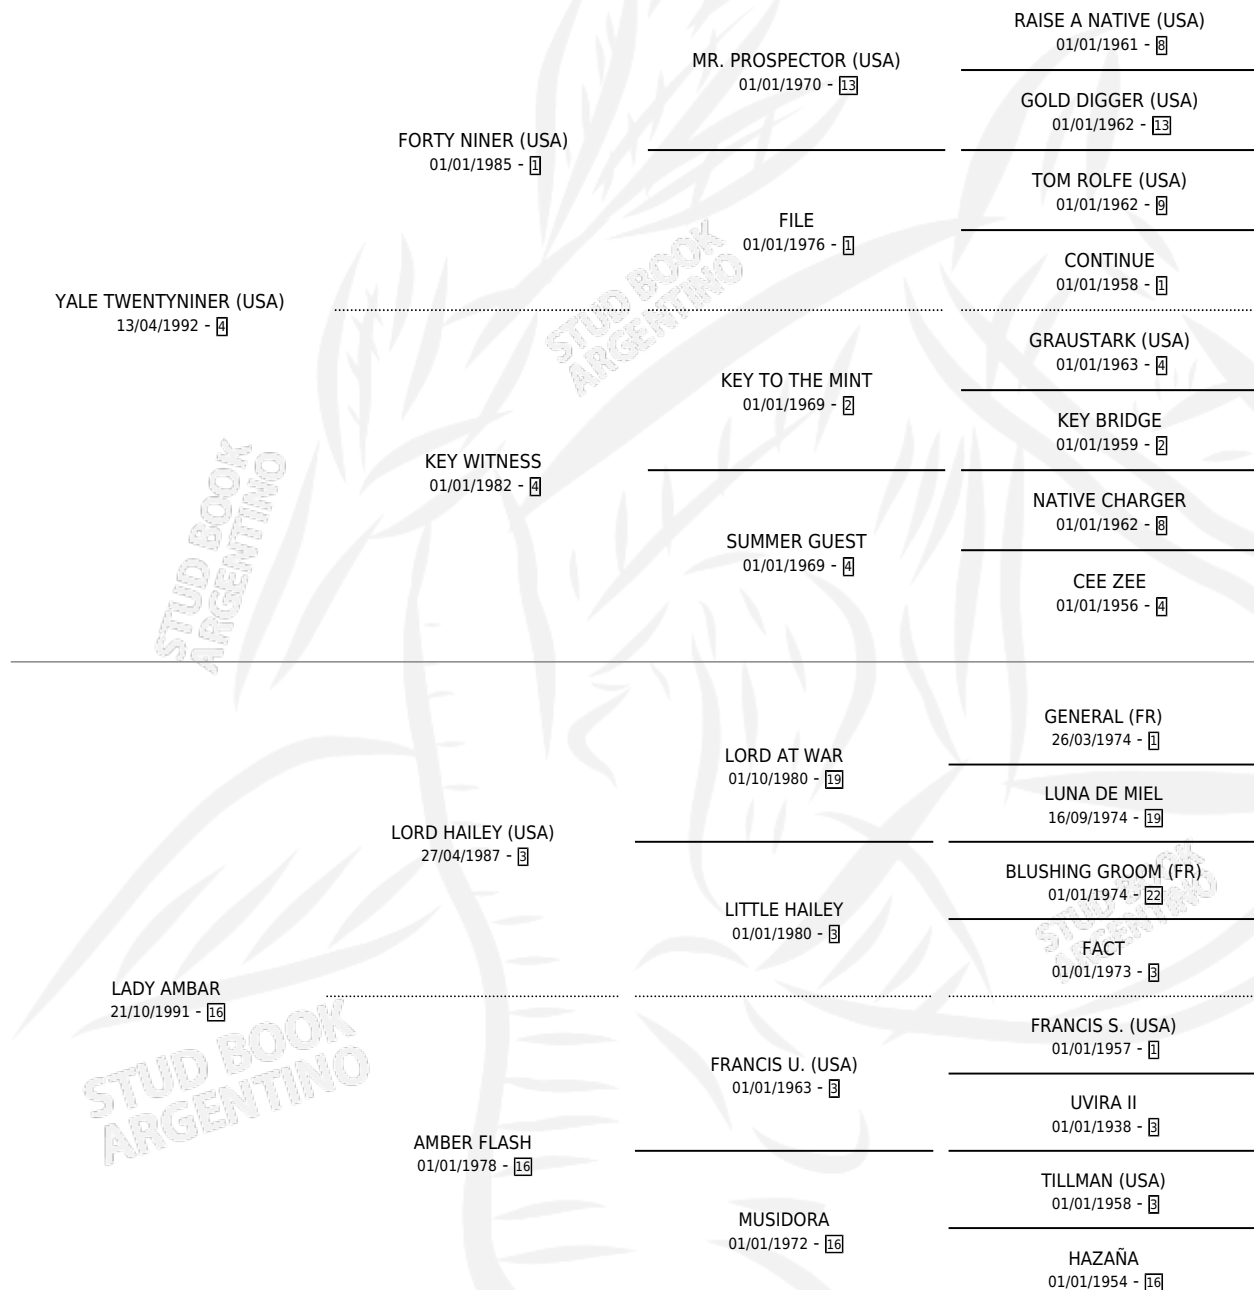 RAISE A NATIVE (USA)
01/01/1961 - 8
MR. PROSPECTOR (USA)
01/01/1970 - 13
GOLD DIGGER (USA)
01/01/1962 - 13
FORTY NINER (USA)
01/01/1985 - 1
TOM ROLFE (USA)
01/01/1962 - 9
FILE
01/01/1976 - 1
CONTINUE
01/01/1958 - 1
YALE TWENTYNINER (USA)
13/04/1992 - 4
GRAUSTARK (USA)
01/01/1963 - 4
KEY TO THE MINT
01/01/1969 - 2
KEY BRIDGE
01/01/1959 - 2
KEY WITNESS
01/01/1982 - 4
NATIVE CHARGER
01/01/1962 - 8
SUMMER GUEST
01/01/1969 - 4
CEE ZEE
01/01/1956 - 4
GENERAL (FR)
26/03/1974 - 1
LORD AT WAR
01/10/1980 - 19
LUNA DE MIEL
16/09/1974 - 19
LORD HAILEY (USA)
27/04/1987 - 3
BLUSHING GROOM (FR)
01/01/1974 - 22
LITTLE HAILEY
01/01/1980 - 3
FACT
01/01/1973 - 3
LADY AMBAR
21/10/1991 - 16
FRANCIS S. (USA)
01/01/1957 - 1
FRANCIS U. (USA)
01/01/1963 - 3
UVIRA II
01/01/1938 - 3
AMBER FLASH
01/01/1978 - 16
TILLMAN (USA)
01/01/1958 - 3
MUSIDORA
01/01/1972 - 16
HAZAÑA
01/01/1954 - 16
STUD BOOK
ARGENTINO
STUD BOOK
ARGENTINO
STUD BOOK
ARGENTINO
STUD BOOK
ARGENTINO